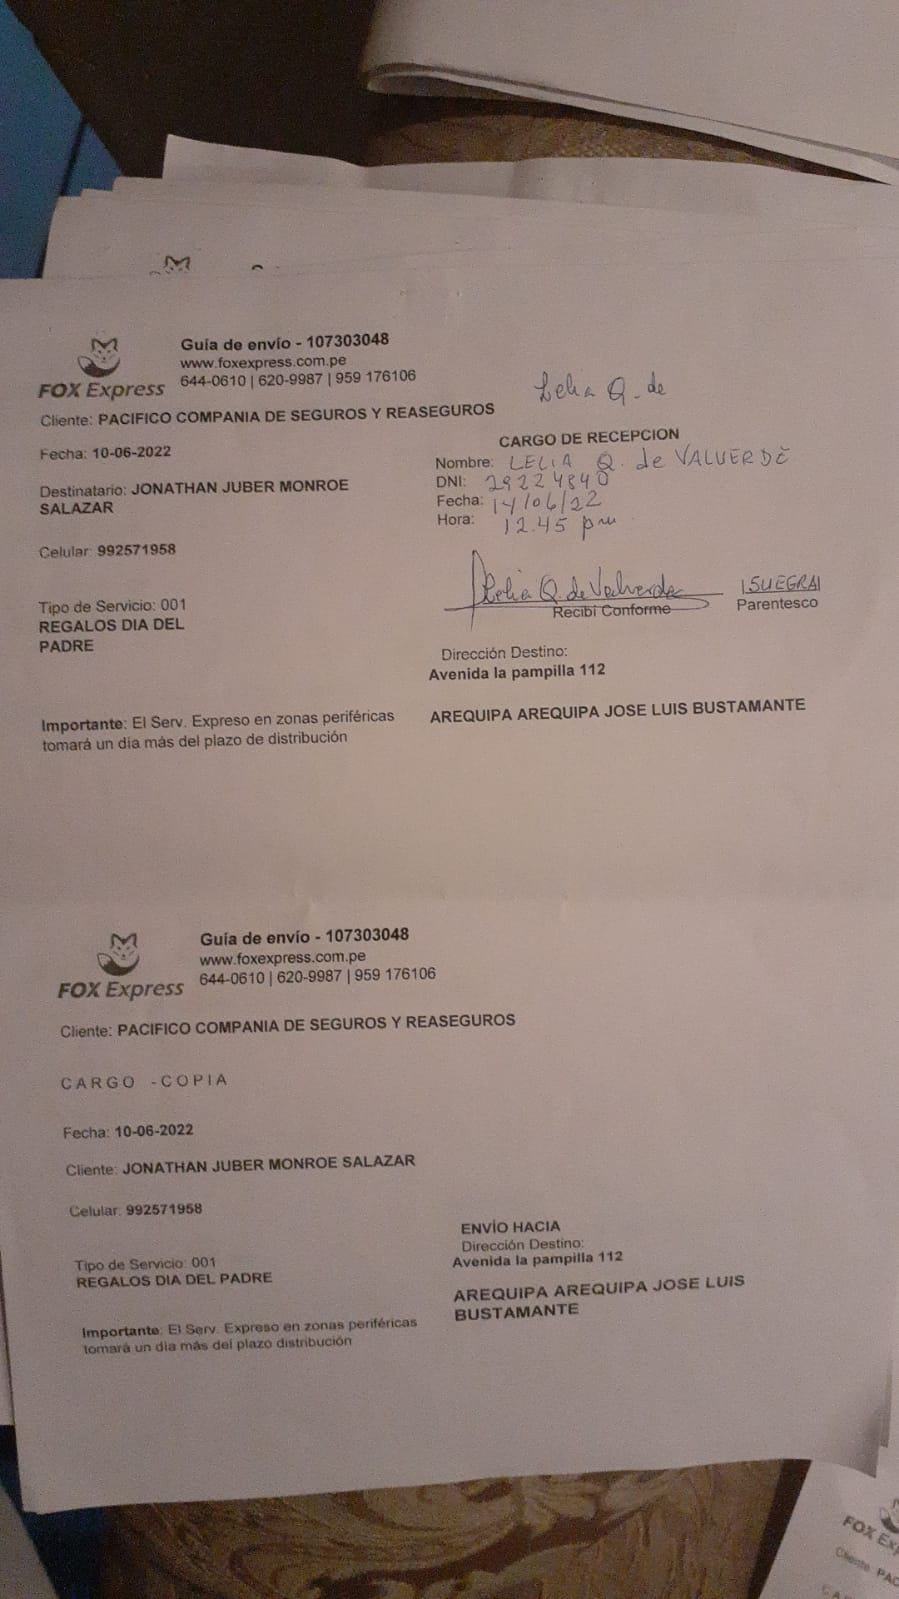 Guía de envío - 107303048
www.foxexpress.com.pe
644-0610 | 620-9987 | 959 176106
FOX Express
Lelia Q. de
Cliente: PACIFICO COMPANIA DE SEGUROS Y REASEGUROS
CARGO DE RECEPCION
Fecha: 10-06-2022
Nombre: LELIA Q. de VALVERDE
DNI: 29224840
Destinatario: JONATHAN JUBER MONROE
SALAZAR
Fecha: 14/06/22
Hora: 12.45 pm
Celular: 992571958
Lelia Q. de Valverde
Recibí Conforme
SUEGRA
Parentesco
Tipo de Servicio: 001
REGALOS DIA DEL
PADRE
Dirección Destino:
Avenida la pampilla 112
Importante: El Serv. Expreso en zonas periféricas
tomará un día más del plazo de distribución
AREQUIPA AREQUIPA JOSE LUIS BUSTAMANTE
Guía de envío - 107303048
www.foxexpress.com.pe
644-0610 | 620-9987 | 959 176106
FOX Express
Cliente: PACIFICO COMPANIA DE SEGUROS Y REASEGUROS
CARGO - COPIA
Fecha: 10-06-2022
Cliente: JONATHAN JUBER MONROE SALAZAR
Celular: 992571958
ENVÍO HACIA
Dirección Destino:
Avenida la pampilla 112
Tipo de Servicio: 001
REGALOS DIA DEL PADRE
AREQUIPA AREQUIPA JOSE LUIS
BUSTAMANTE
Importante: El Serv. Expreso en zonas periféricas
tomará un día más del plazo distribución
FOX
Cliente: PAC